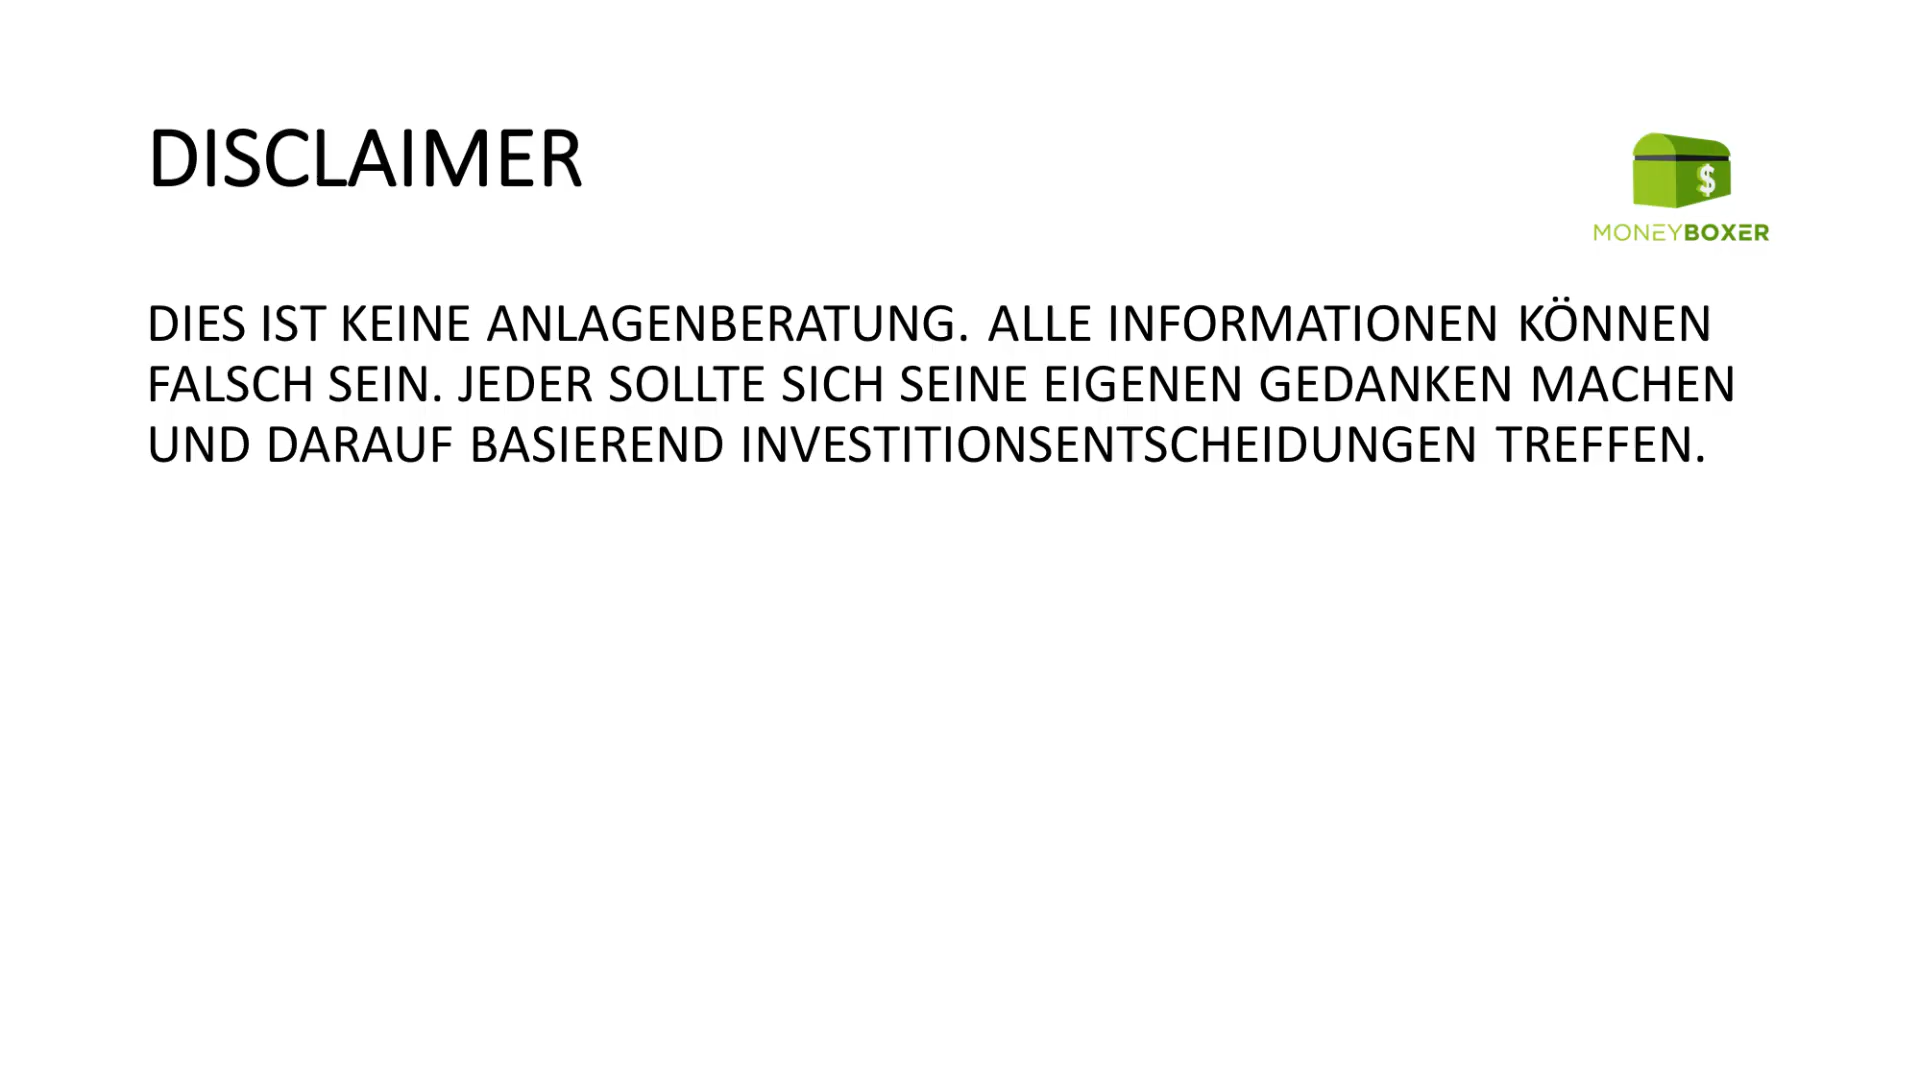 DISCLAIMER
$
MONEYBOXER
DIES IST KEINE ANLAGENBERATUNG. ALLE INFORMATIONEN KÖNNEN
FALSCH SEIN. JEDER SOLLTE SICH SEINE EIGENEN GEDANKEN MACHEN
UND DARAUF BASIEREND INVESTITIONSENTSCHEIDUNGEN TREFFEN.